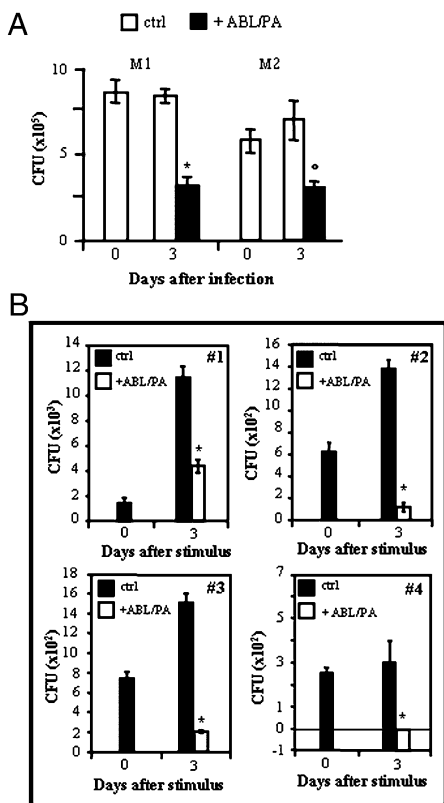 A
ctrl + ABL/PA
M1 M2
10
5
0
CFU (x10⁵)
* °
0 3 0 3
Days after infection
B
ctrl #1
+ABL/PA
14
12
10
8
6
4
2
0
CFU (x10³)
*
0 3
Days after stimulus
ctrl #2
+ABL/PA
16
14
12
10
8
6
4
2
0
CFU (x10²)
*
0 3
Days after stimulus
ctrl #3
+ABL/PA
18
16
14
12
10
8
6
4
2
0
CFU (x10²)
*
0 3
Days after stimulus
ctrl #4
+ ABL/PA
7
5
3
2
0
-1
CFU (x10²)
*
0 3
Days after stimulus